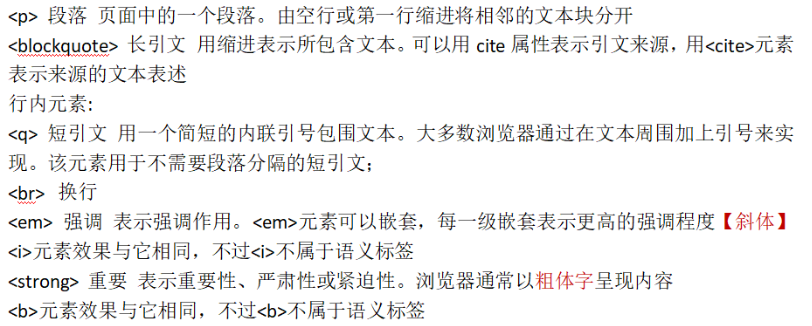 <p> 段落 页面中的一个段落。由空行或第一行缩进将相邻的文本块分开
<blockquote> 长引文 用缩进表示所包含文本。可以用 cite 属性表示引文来源，用<cite>元素
表示来源的文本表述
行内元素:
<q> 短引文 用一个简短的内联引号包围文本。大多数浏览器通过在文本周围加上引号来实
现。该元素用于不需要段落分隔的短引文；
<br> 换行
<em> 强调 表示强调作用。<em>元素可以嵌套，每一级嵌套表示更高的强调程度【斜体】
<i>元素效果与它相同，不过<i>不属于语义标签
<strong> 重要 表示重要性、严肃性或紧迫性。浏览器通常以粗体字呈现内容
<b>元素效果与它相同，不过<b>不属于语义标签